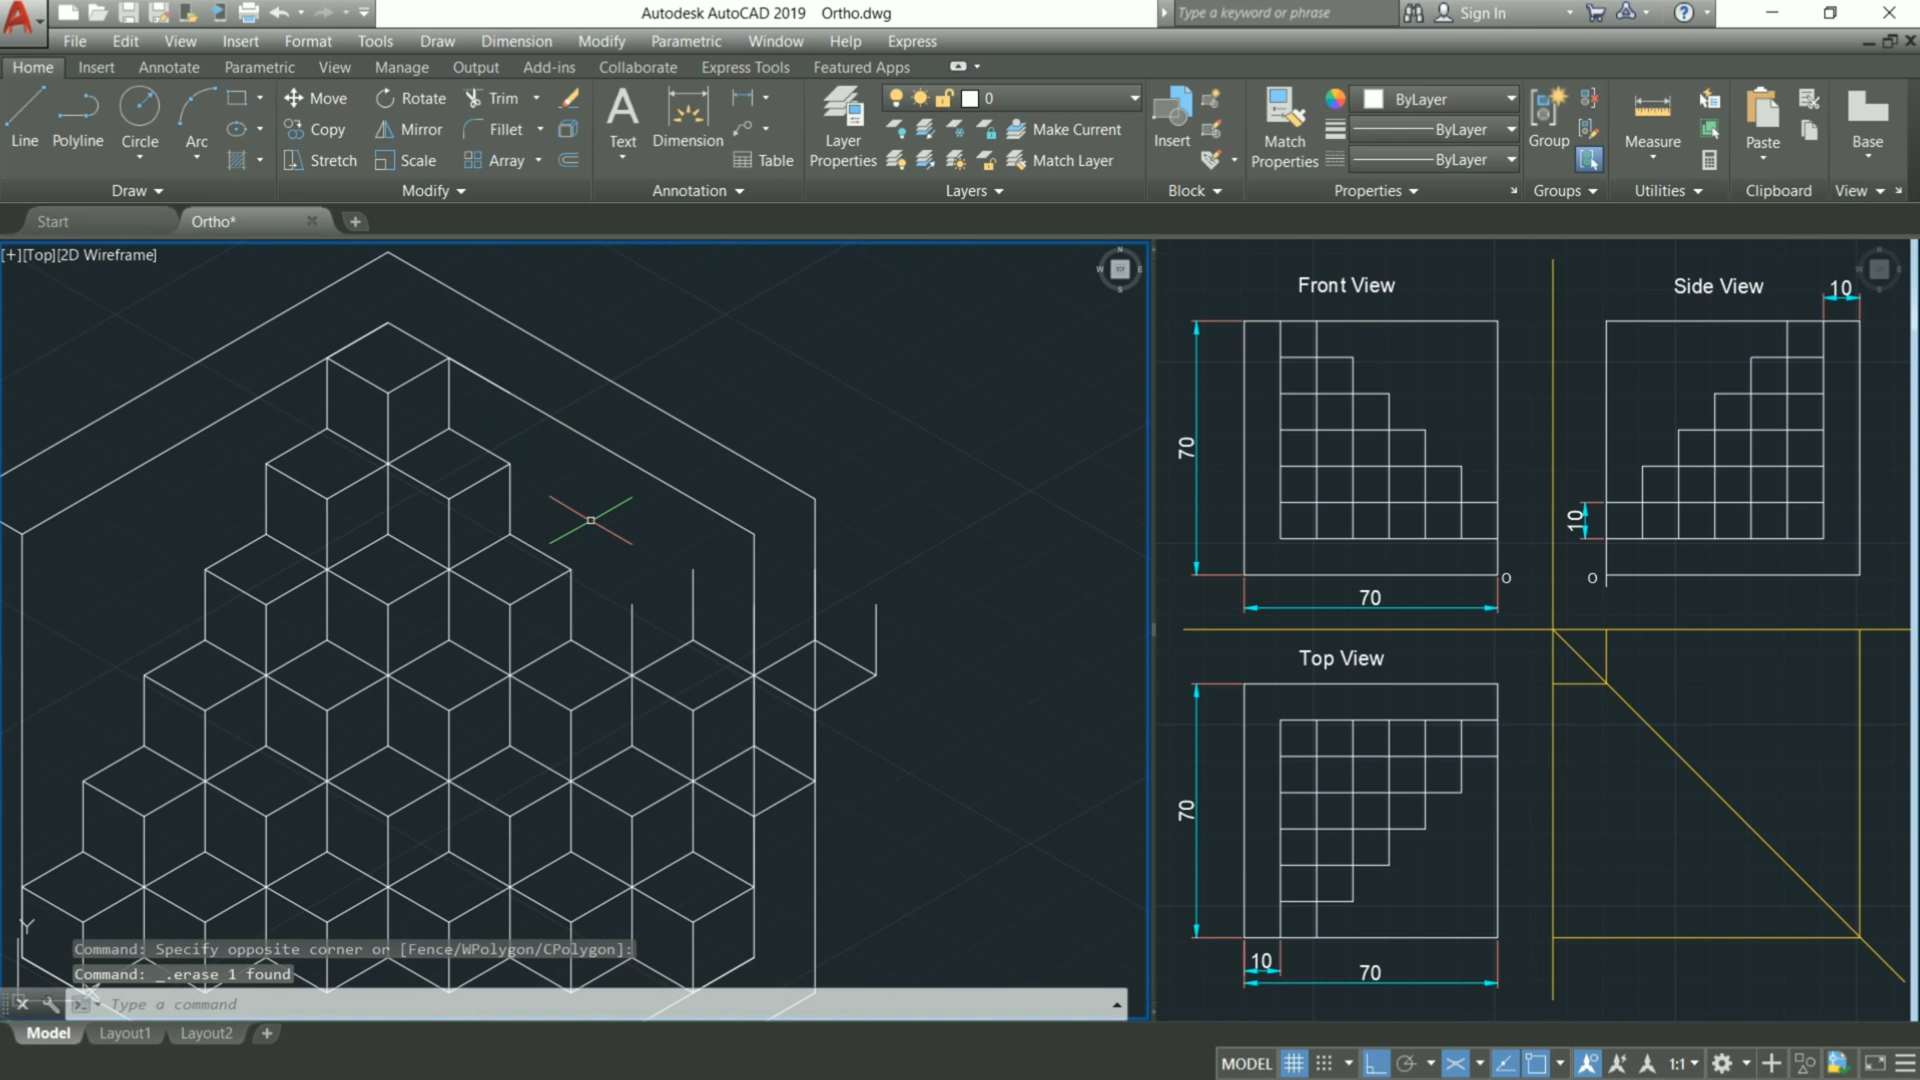 Autodesk AutoCAD 2019 Ortho.dwg
Type a keyword or phrase
Sign In
File Edit View Insert Format Tools Draw Dimension Modify Parametric Window Help Express
Home Insert Annotate Parametric View Manage Output Add-ins Collaborate Express Tools Featured Apps
Line
Polyline
Circle
Arc
Draw
Move Rotate Trim
Copy Mirror Fillet
Stretch Scale Array
Modify
Text
Dimension
Table
Annotation
Layer
Properties
0
Make Current
Match Layer
Layers
Insert
Block
Match
Properties
ByLayer
ByLayer
ByLayer
Properties
Group
Groups
Measure
Utilities
Paste
Clipboard
Base
View
Start
Ortho*
[+][Top][2D Wireframe]
N
W
E
S
Y
X
Command: Specify opposite corner or [Fence/WPolygon/CPolygon]:
Command: _.erase 1 found
Type a command
Front View
70
70
O
Side View
10
10
O
N
W
E
S
Top View
70
10
70
Model Layout1 Layout2
MODEL
1:1